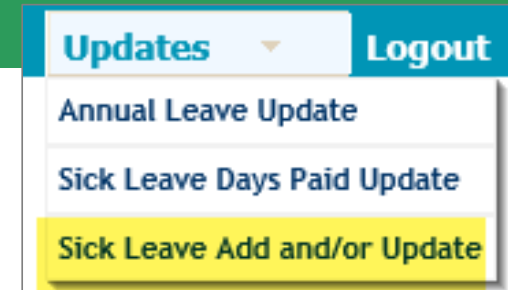 Updates Logout
Annual Leave Update
Sick Leave Days Paid Update
Sick Leave Add and/or Update